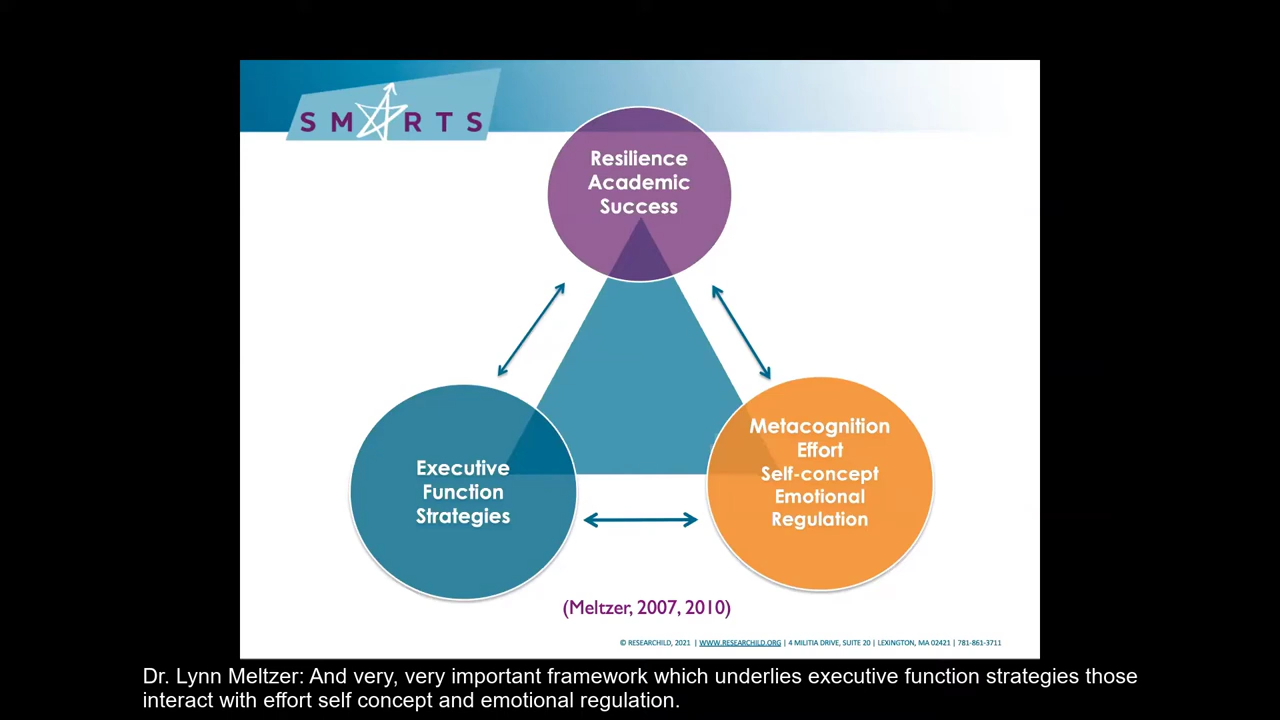 SMARTS
Resilience
Academic
Success
Executive
Function
Strategies
Metacognition
Effort
Self-concept
Emotional
Regulation
(Meltzer, 2007, 2010)
© RESEARCHILD, 2021 | WWW.RESEARCHILD.ORG | 4 MILITIA DRIVE, SUITE 20 | LEXINGTON, MA 02421 | 781-861-3711
Dr. Lynn Meltzer: And very, very important framework which underlies executive function strategies those
interact with effort self concept and emotional regulation.